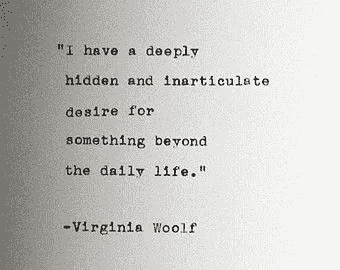 "I have a deeply
hidden and inarticulate
desire for
something beyond
the daily life."
-Virginia Woolf